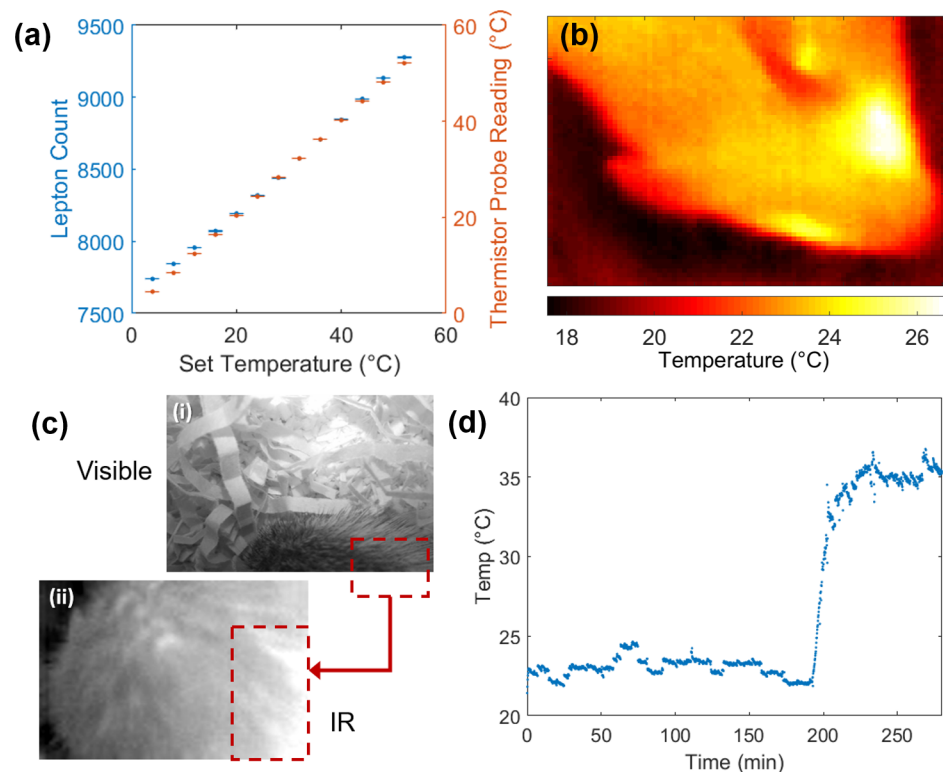 (a)
9500
9000
8500
8000
7500
Lepton Count
60
40
20
0
Thermistor Probe Reading (°C)
0 20 40 60
Set Temperature (°C)
(b)
18 20 22 24 26
Temperature (°C)
(c)
(i)
Visible
(ii)
IR
(d)
40
35
30
25
20
Temp (°C)
0 50 100 150 200 250
Time (min)